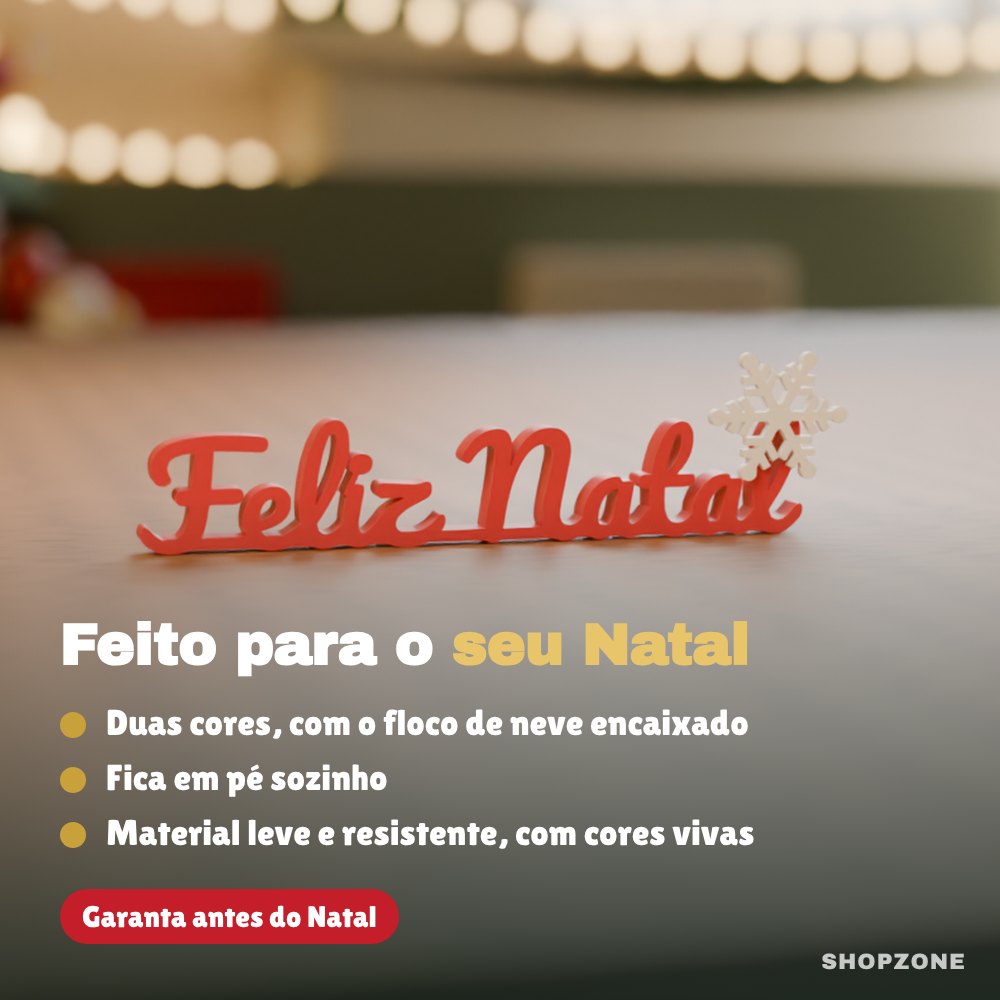 Feliz Natal
Feito para o seu Natal
Duas cores, com o floco de neve encaixado
Fica em pé sozinho
Material leve e resistente, com cores vivas
Garanta antes do Natal
SHOPZONE